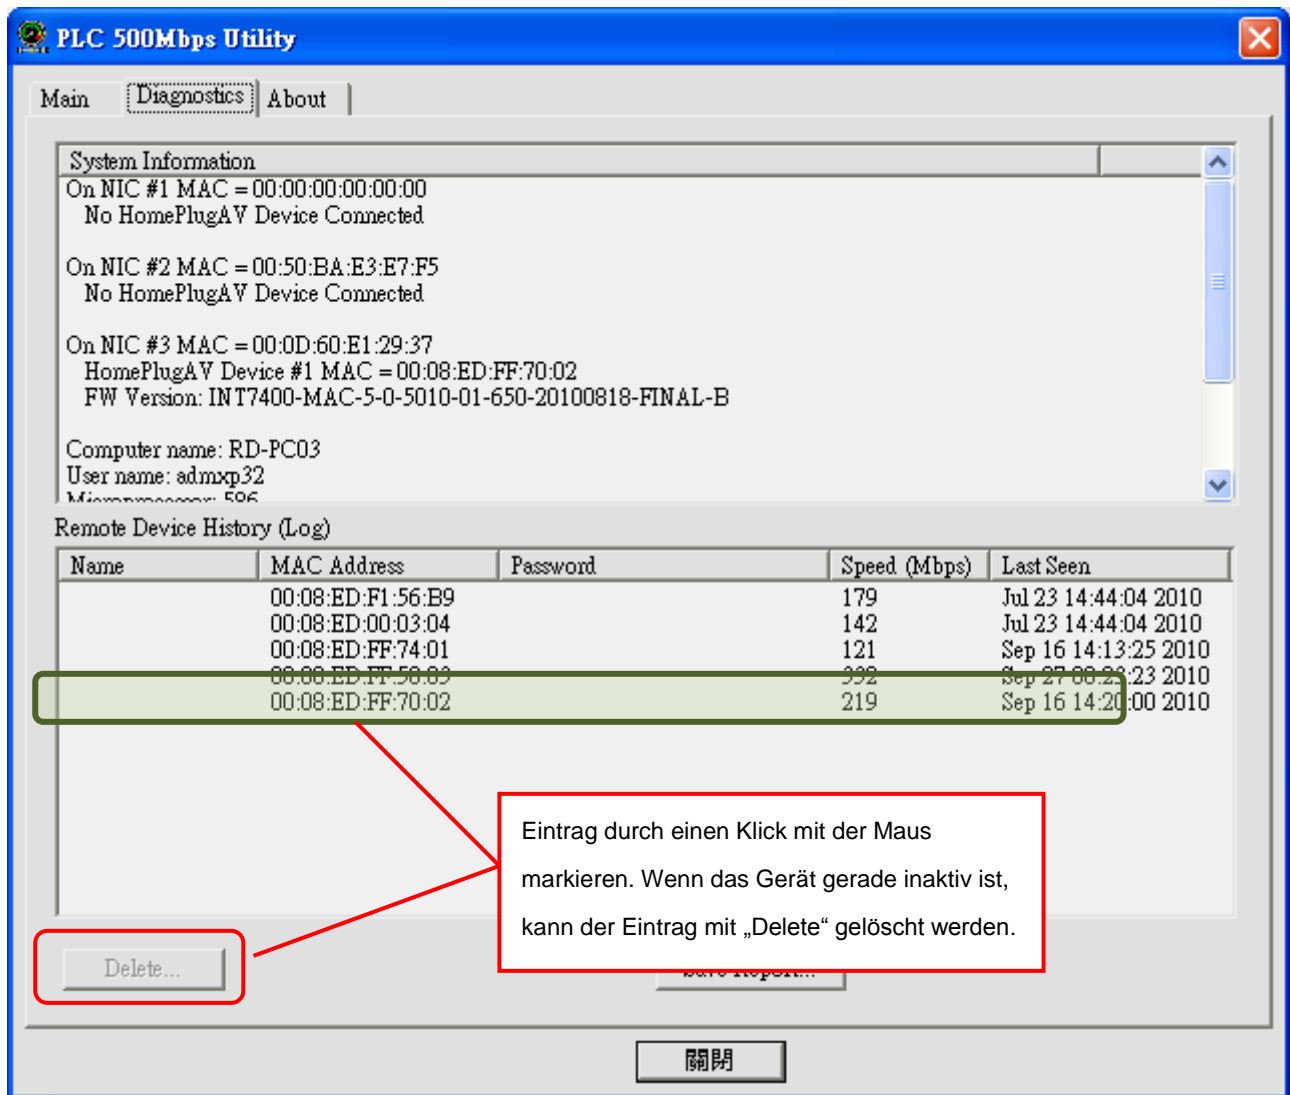 PLC 500Mbps Utility
Main Diagnostics About
System Information
On NIC #1 MAC = 00:00:00:00:00:00
No HomePlugAV Device Connected
On NIC #2 MAC = 00:50:BA:E3:E7:F5
No HomePlugAV Device Connected
On NIC #3 MAC = 00:0D:60:E1:29:37
HomePlugAV Device #1 MAC = 00:08:ED:FF:70:02
FW Version: INT7400-MAC-5-0-5010-01-650-20100818-FINAL-B
Computer name: RD-PC03
User name: admxp32
Microprocessor: 586
Remote Device History (Log)
Name MAC Address Password Speed (Mbps) Last Seen
00:08:ED:F1:56:B9 179 Jul 23 14:44:04 2010
00:08:ED:00:03:04 142 Jul 23 14:44:04 2010
00:08:ED:FF:74:01 121 Sep 16 14:13:25 2010
Sep 27 2010
00:08:ED:FF:70:02 219 Sep 16 14:20:00 2010
Eintrag durch einen Klick mit der Maus
markieren. Wenn das Gerät gerade inaktiv ist,
kann der Eintrag mit „Delete“ gelöscht werden.
Delete... Save Report...
關閉